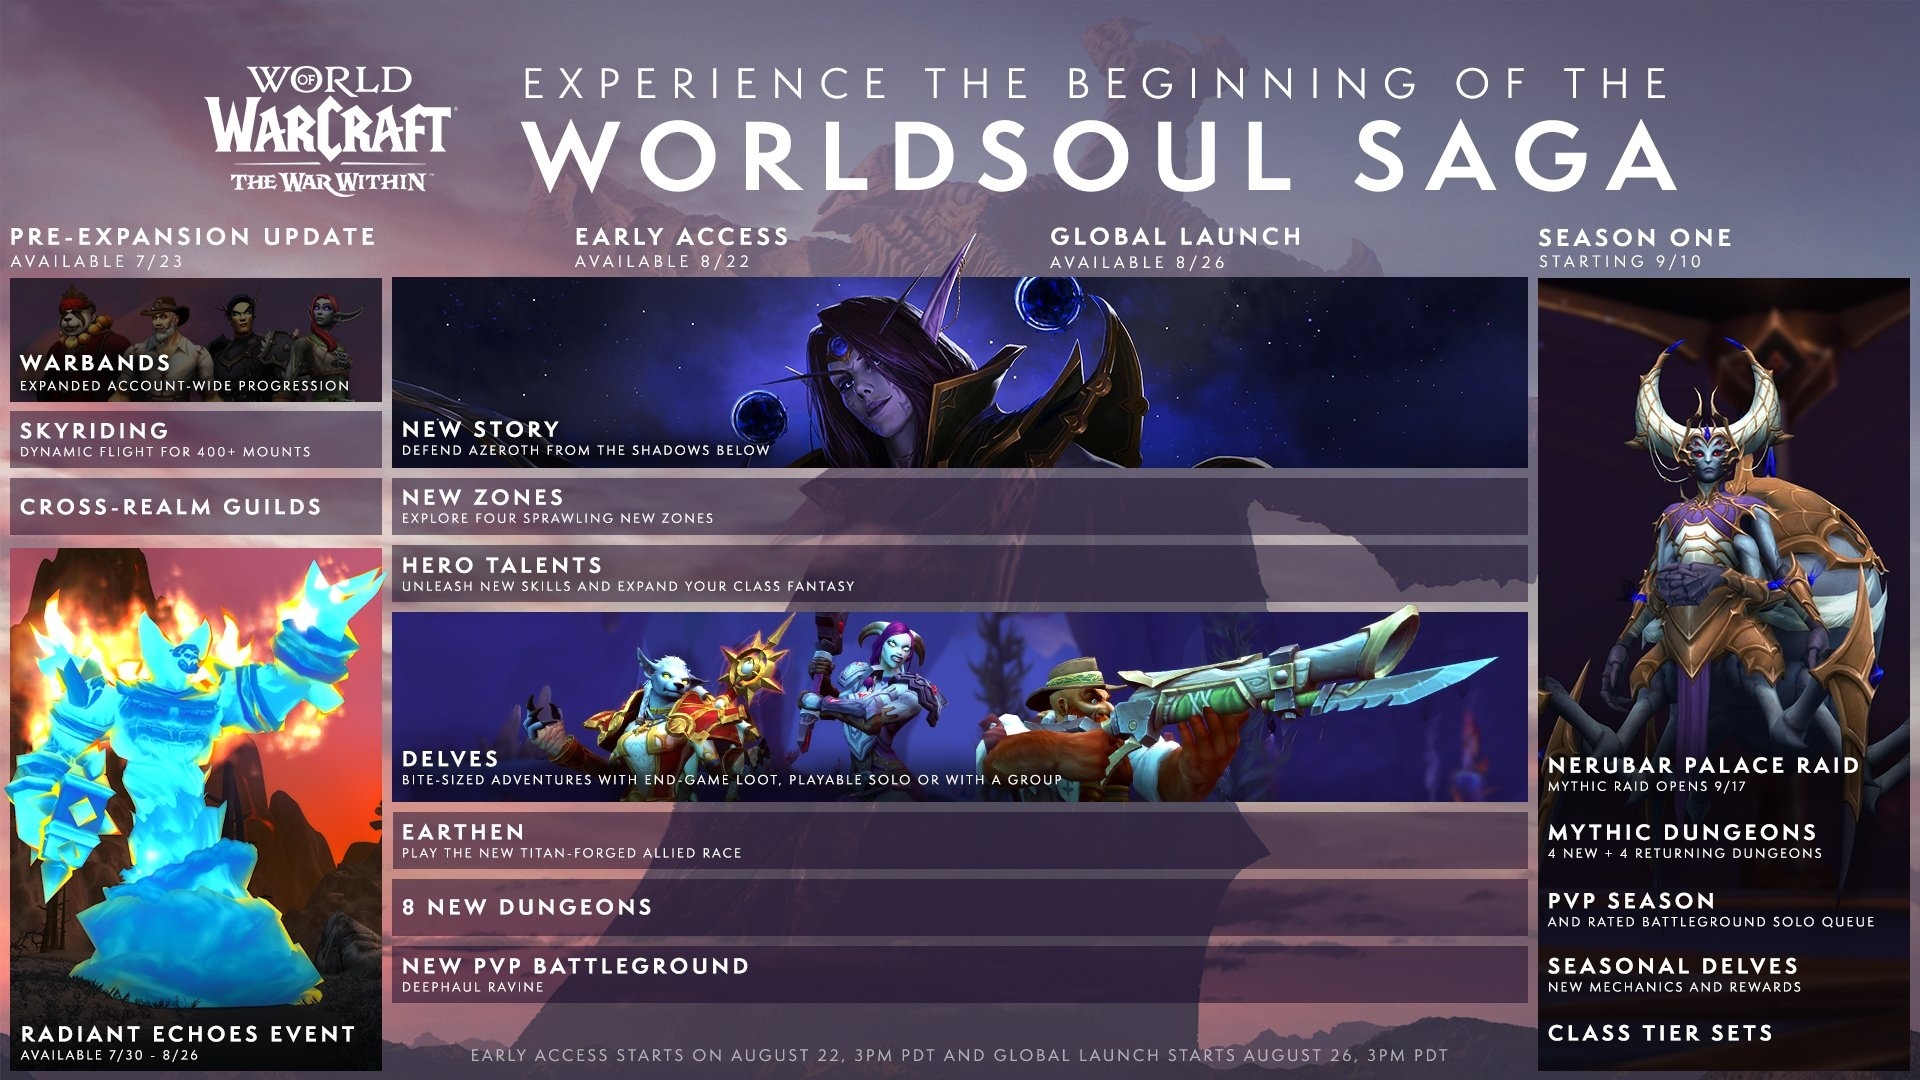 WORLD OF
WARCRAFT
THE WAR WITHIN
EXPERIENCE THE BEGINNING OF THE
WORLDSOUL SAGA
PRE-EXPANSION UPDATE
AVAILABLE 7/23
WARBANDS
EXPANDED ACCOUNT-WIDE PROGRESSION
SKYRIDING
DYNAMIC FLIGHT FOR 400+ MOUNTS
CROSS-REALM GUILDS
RADIANT ECHOES EVENT
AVAILABLE 7/30 - 8/26
EARLY ACCESS
AVAILABLE 8/22
GLOBAL LAUNCH
AVAILABLE 8/26
NEW STORY
DEFEND AZEROTH FROM THE SHADOWS BELOW
NEW ZONES
EXPLORE FOUR SPRAWLING NEW ZONES
HERO TALENTS
UNLEASH NEW SKILLS AND EXPAND YOUR CLASS FANTASY
DELVES
BITE-SIZED ADVENTURES WITH END-GAME LOOT, PLAYABLE SOLO OR WITH A GROUP
EARTHEN
PLAY THE NEW TITAN-FORGED ALLIED RACE
8 NEW DUNGEONS
NEW PVP BATTLEGROUND
DEEPHAUL RAVINE
SEASON ONE
STARTING 9/10
NERUBAR PALACE RAID
MYTHIC RAID OPENS 9/17
MYTHIC DUNGEONS
4 NEW + 4 RETURNING DUNGEONS
PVP SEASON
AND RATED BATTLEGROUND SOLO QUEUE
SEASONAL DELVES
NEW MECHANICS AND REWARDS
CLASS TIER SETS
EARLY ACCESS STARTS ON AUGUST 22, 3PM PDT AND GLOBAL LAUNCH STARTS AUGUST 26, 3PM PDT